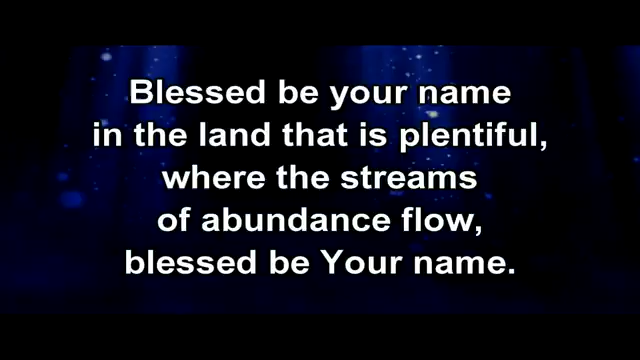 Blessed be your name
in the land that is plentiful,
where the streams
of abundance flow,
blessed be Your name.